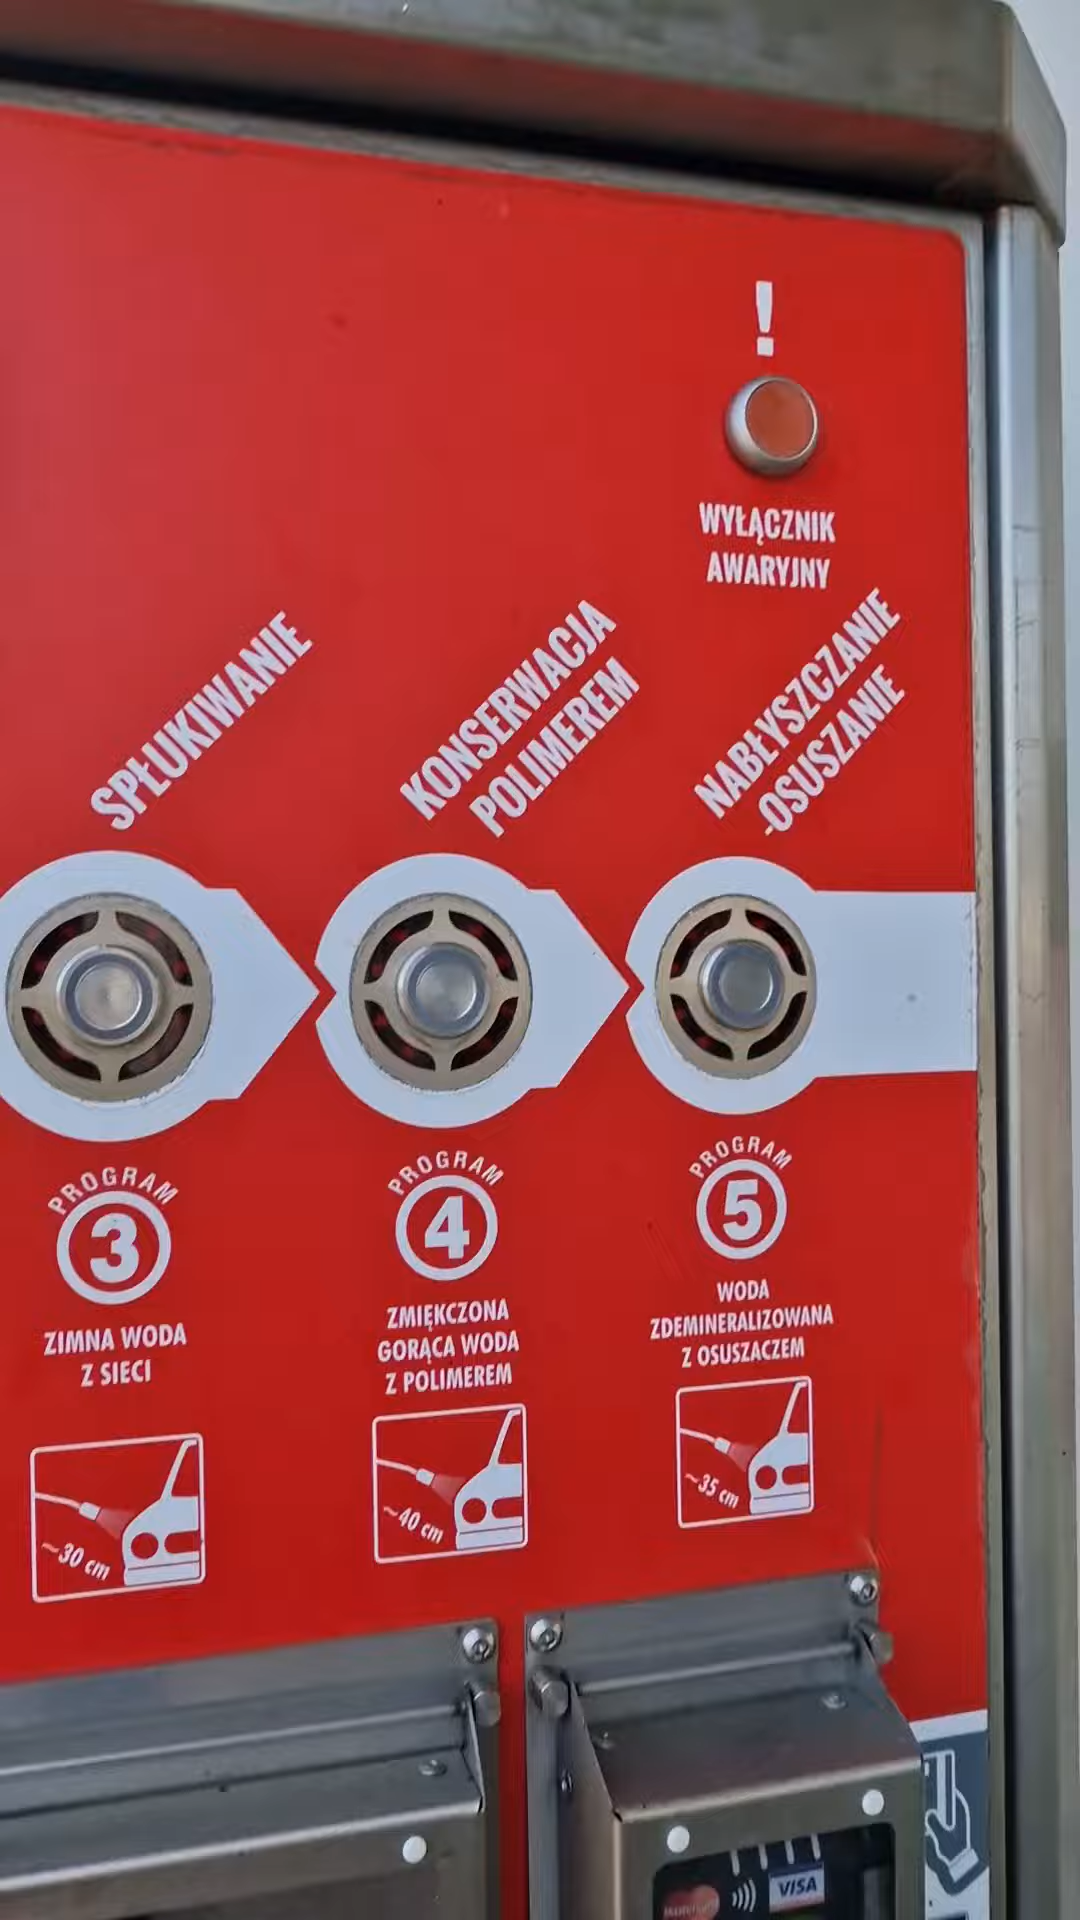 !
WYŁĄCZNIK
AWARYJNY
SPŁUKIWANIE
KONSERWACJA
POLIMEREM
NABŁYSZCZANIE
-OSUSZANIE
PROGRAM
3
ZIMNA WODA
Z SIECI
~30 cm
PROGRAM
4
ZMIĘKCZONA
GORĄCA WODA
Z POLIMEREM
~40 cm
PROGRAM
5
WODA
ZDEMINERALIZOWANA
Z OSUSZACZEM
~35 cm
VISA